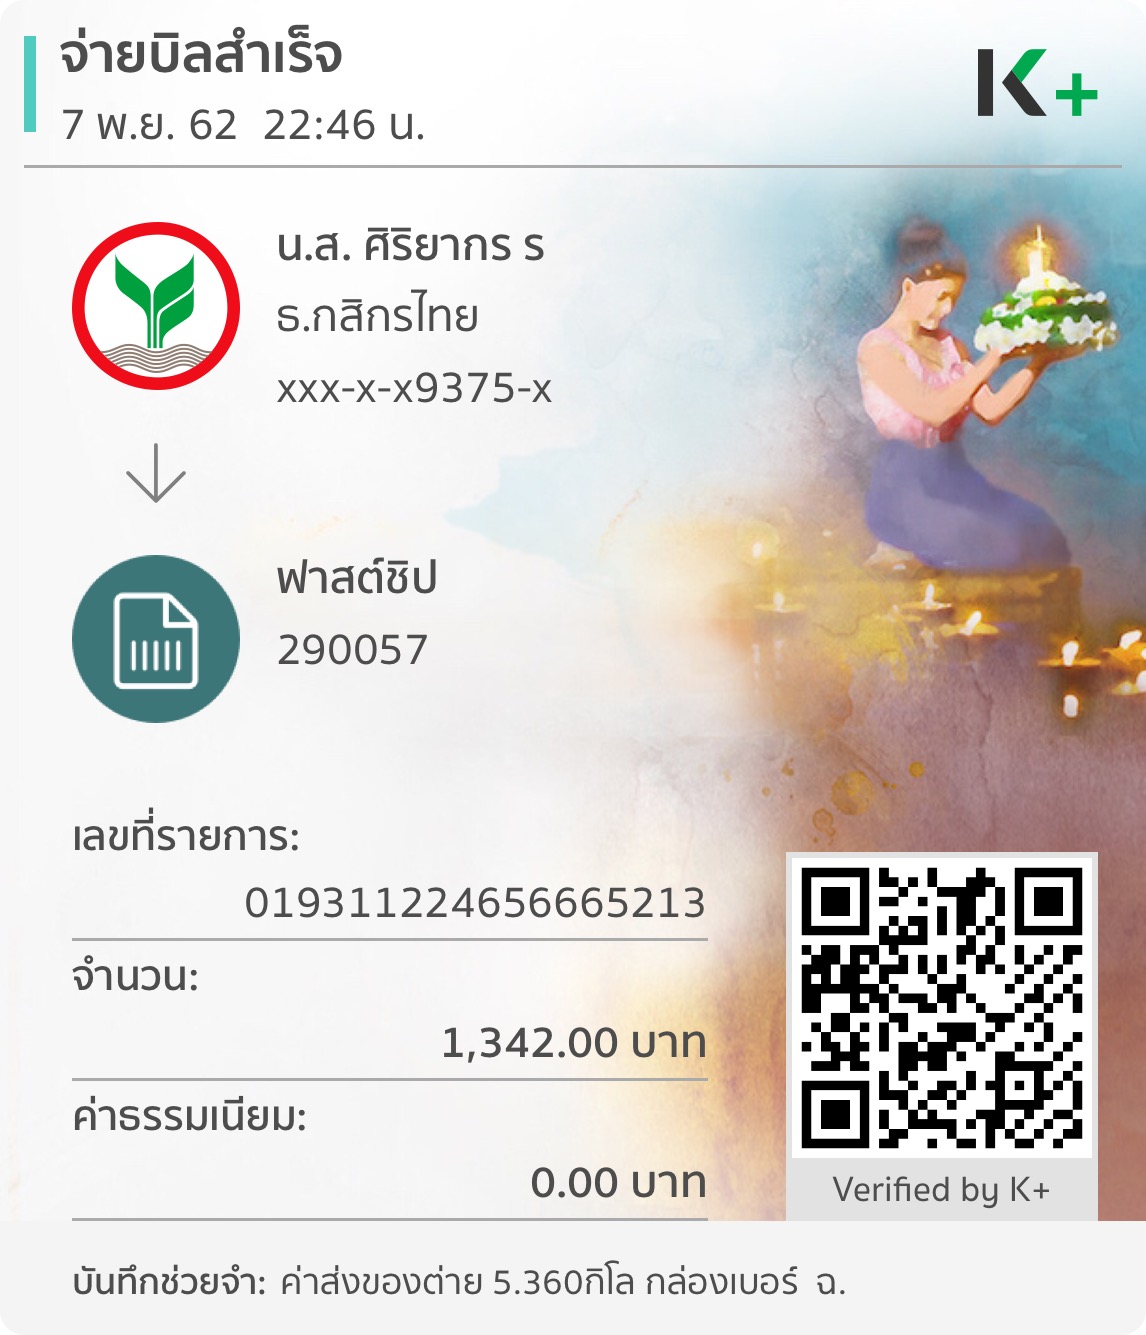 จ่ายบิลสำเร็จ
7 พ.ย. 62 22:46 น.
K+
น.ส. ศิริยากร ร
ธ.กสิกรไทย
xxx-x-x9375-x
ฟาสต์ชิป
290057
เลขที่รายการ:
019311224656665213
จำนวน:
1,342.00 บาท
ค่าธรรมเนียม:
0.00 บาท
Verified by K+
บันทึกช่วยจำ: ค่าส่งของต่าย 5.360กิโล กล่องเบอร์ ฉ.